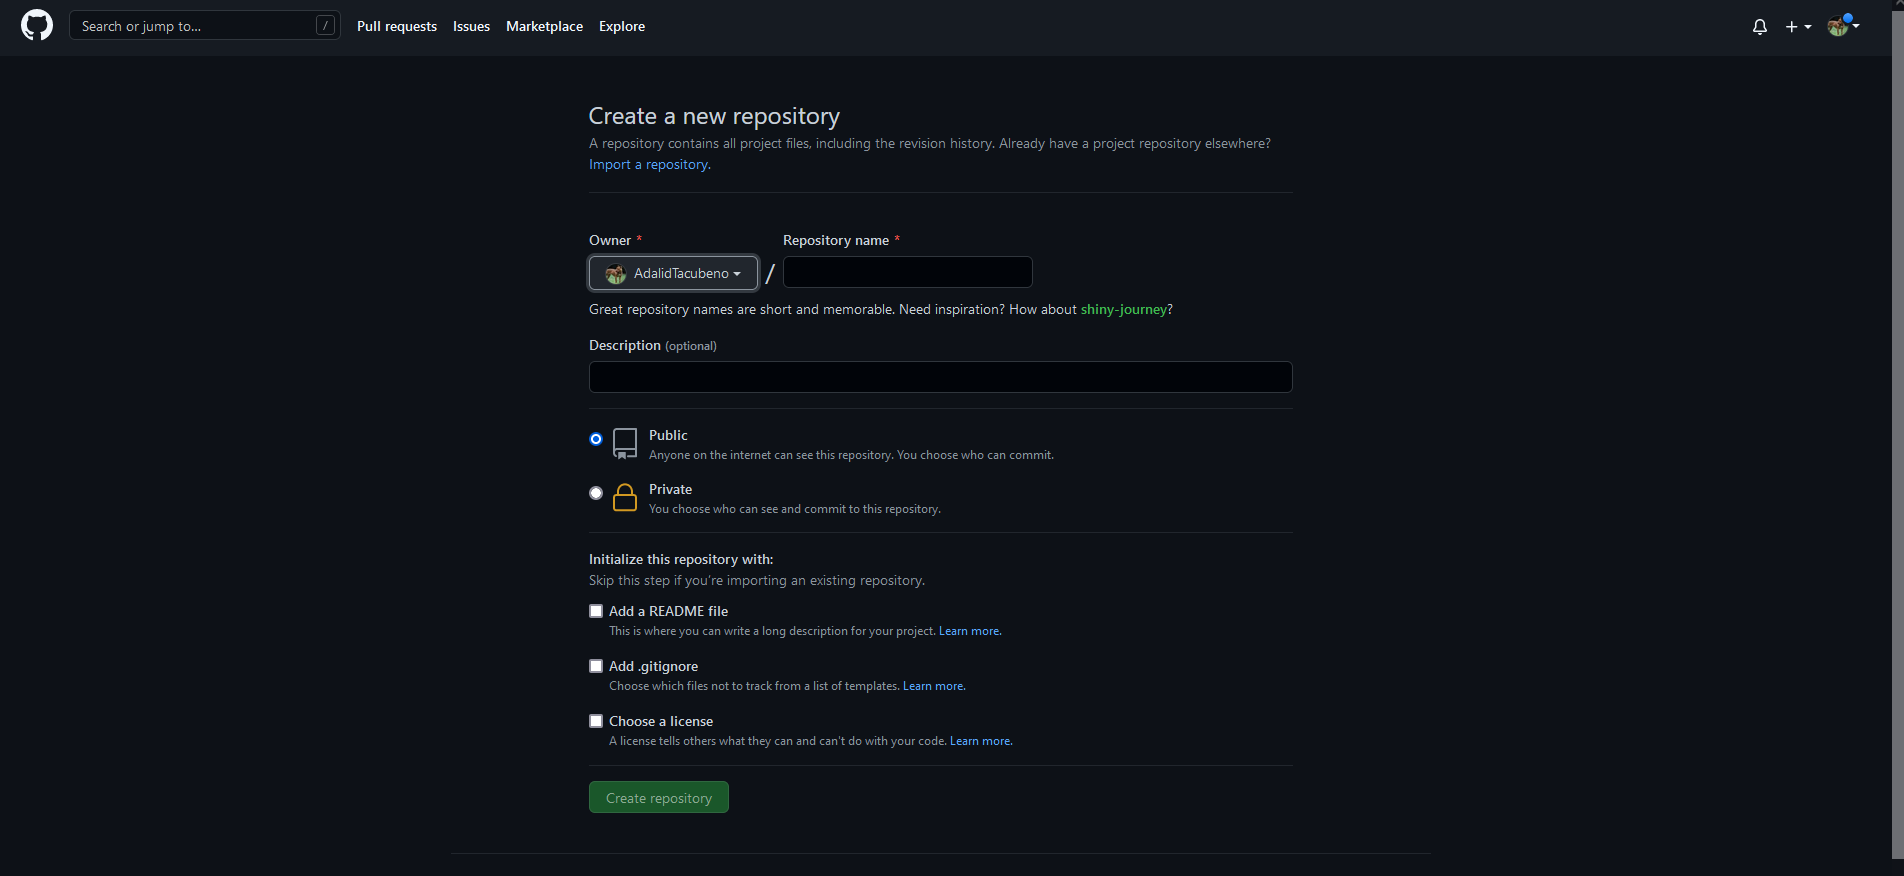 Search or jump to... /
Pull requests Issues Marketplace Explore
Create a new repository
A repository contains all project files, including the revision history. Already have a project repository elsewhere?
Import a repository.
Owner * Repository name *
AdalidTacubeno /
Great repository names are short and memorable. Need inspiration? How about shiny-journey?
Description (optional)
Public
Anyone on the internet can see this repository. You choose who can commit.
Private
You choose who can see and commit to this repository.
Initialize this repository with:
Skip this step if you're importing an existing repository.
Add a README file
This is where you can write a long description for your project. Learn more.
Add .gitignore
Choose which files not to track from a list of templates. Learn more.
Choose a license
A license tells others what they can and can't do with your code. Learn more.
Create repository